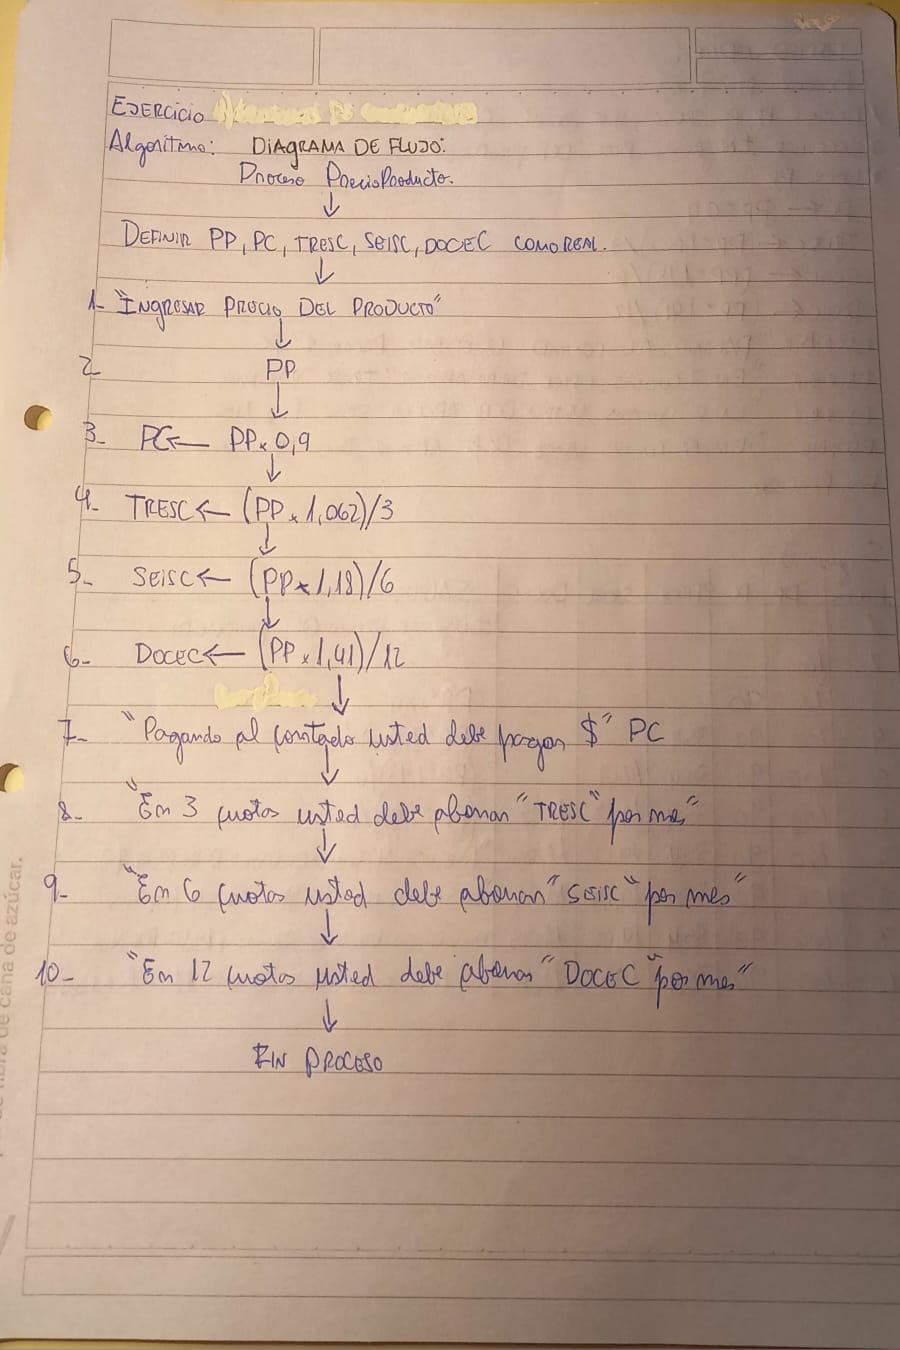 EJERCICIO
Algoritmo: DIAGRAMA DE FLUJO:
Proceso PrecioProducto.
↓
DEFINIR PP, PC, TRESC, SEISC, DOCEC COMO REAL.
↓
1- "INGRESAR PRECIO DEL PRODUCTO"
↓
2 PP
↓
3- PC← PP x 0,9
↓
4- TRESC← (PP x 1,062)/3
↓
5- SEISC← (PP x 1,18)/6
↓
6- DOCEC← (PP x 1,41)/12
↓
7- "Pagando al contado usted debe pagar $" PC
↓
8- "En 3 cuotas usted debe abonar "TRESC" por mes"
↓
9- "En 6 cuotas usted debe abonar "SEISC" por mes"
↓
10- "En 12 cuotas usted debe abonar "DOCEC" por mes"
↓
FIN PROCESO
de caña de azúcar.